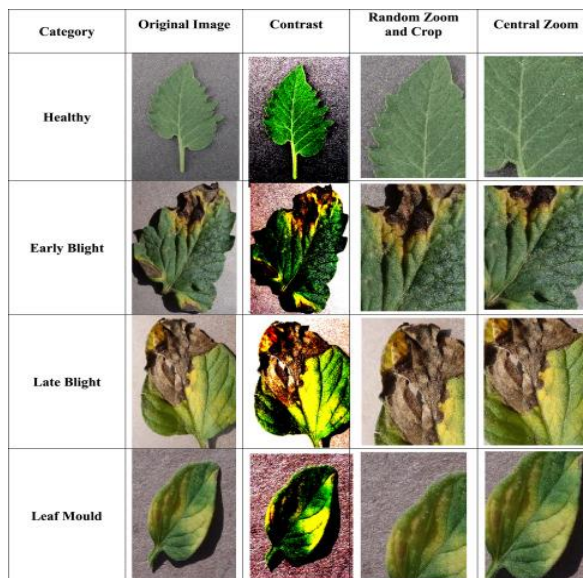 Category
Original Image
Contrast
Random Zoom
and Crop
Central Zoom
Healthy
Early Blight
Late Blight
Leaf Mould